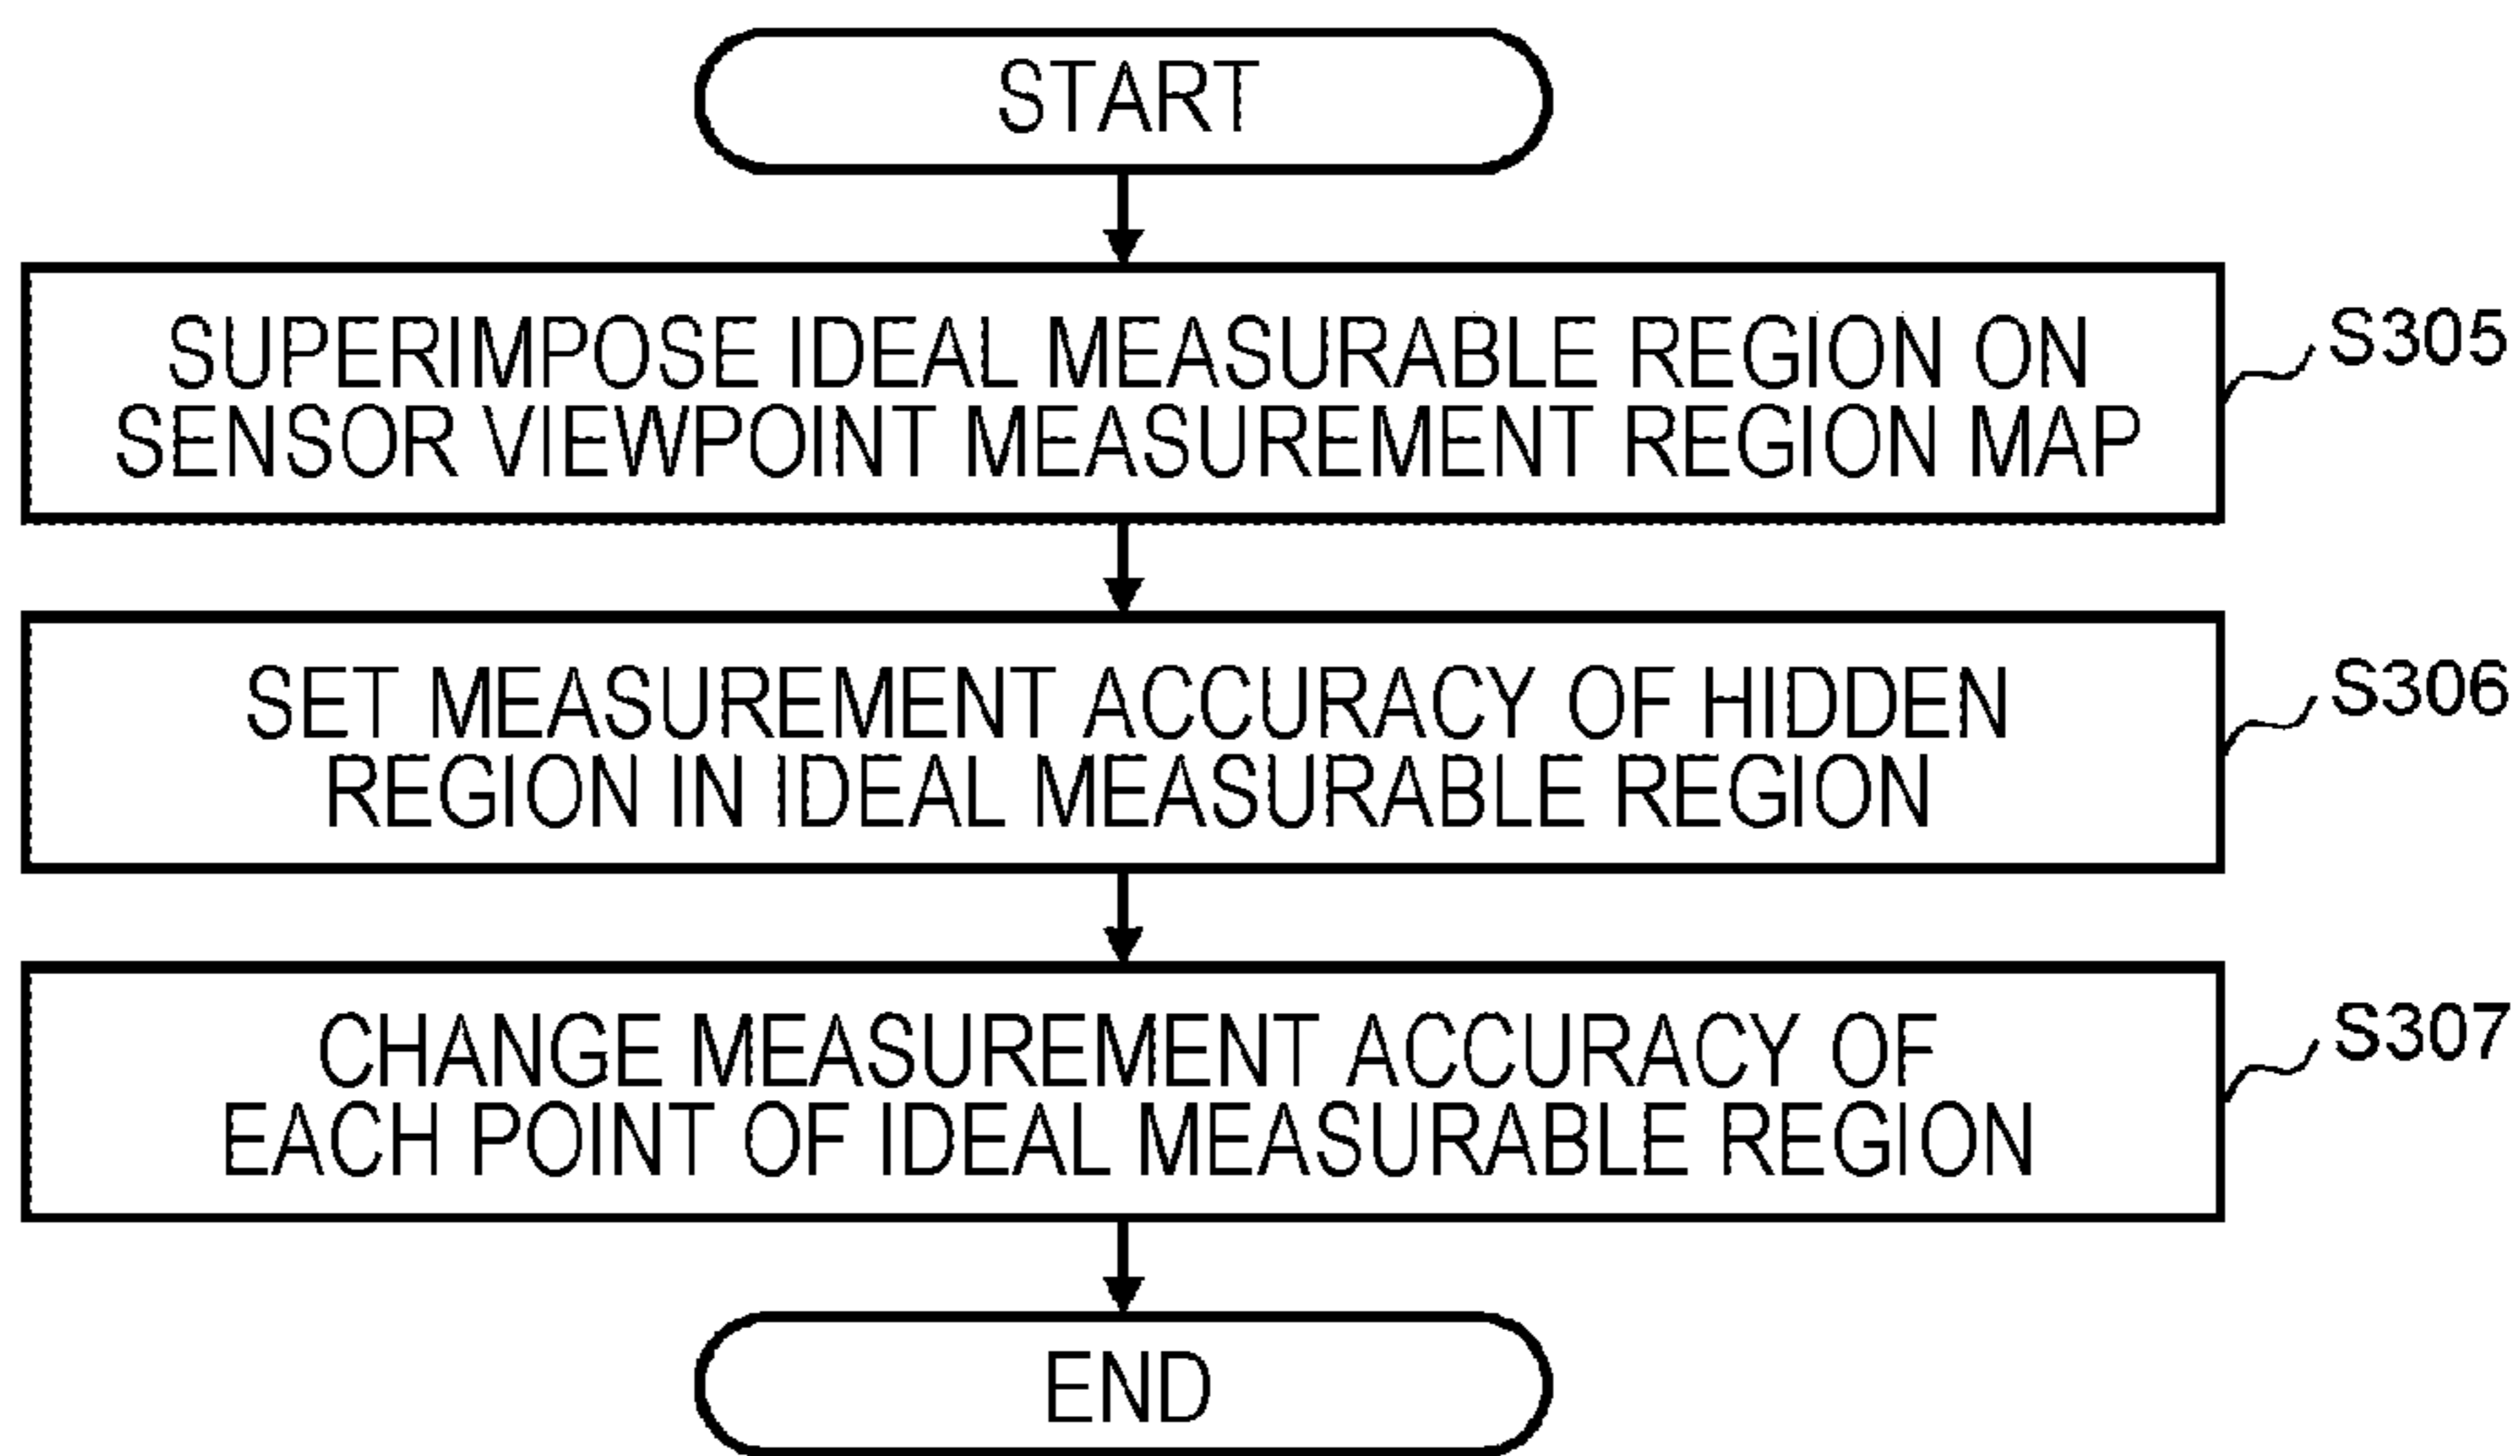 START
SUPERIMPOSE IDEAL MEASURABLE REGION ON
SENSOR VIEWPOINT MEASUREMENT REGION MAP
S305
SET MEASUREMENT ACCURACY OF HIDDEN
REGION IN IDEAL MEASURABLE REGION
S306
CHANGE MEASUREMENT ACCURACY OF
EACH POINT OF IDEAL MEASURABLE REGION
S307
END